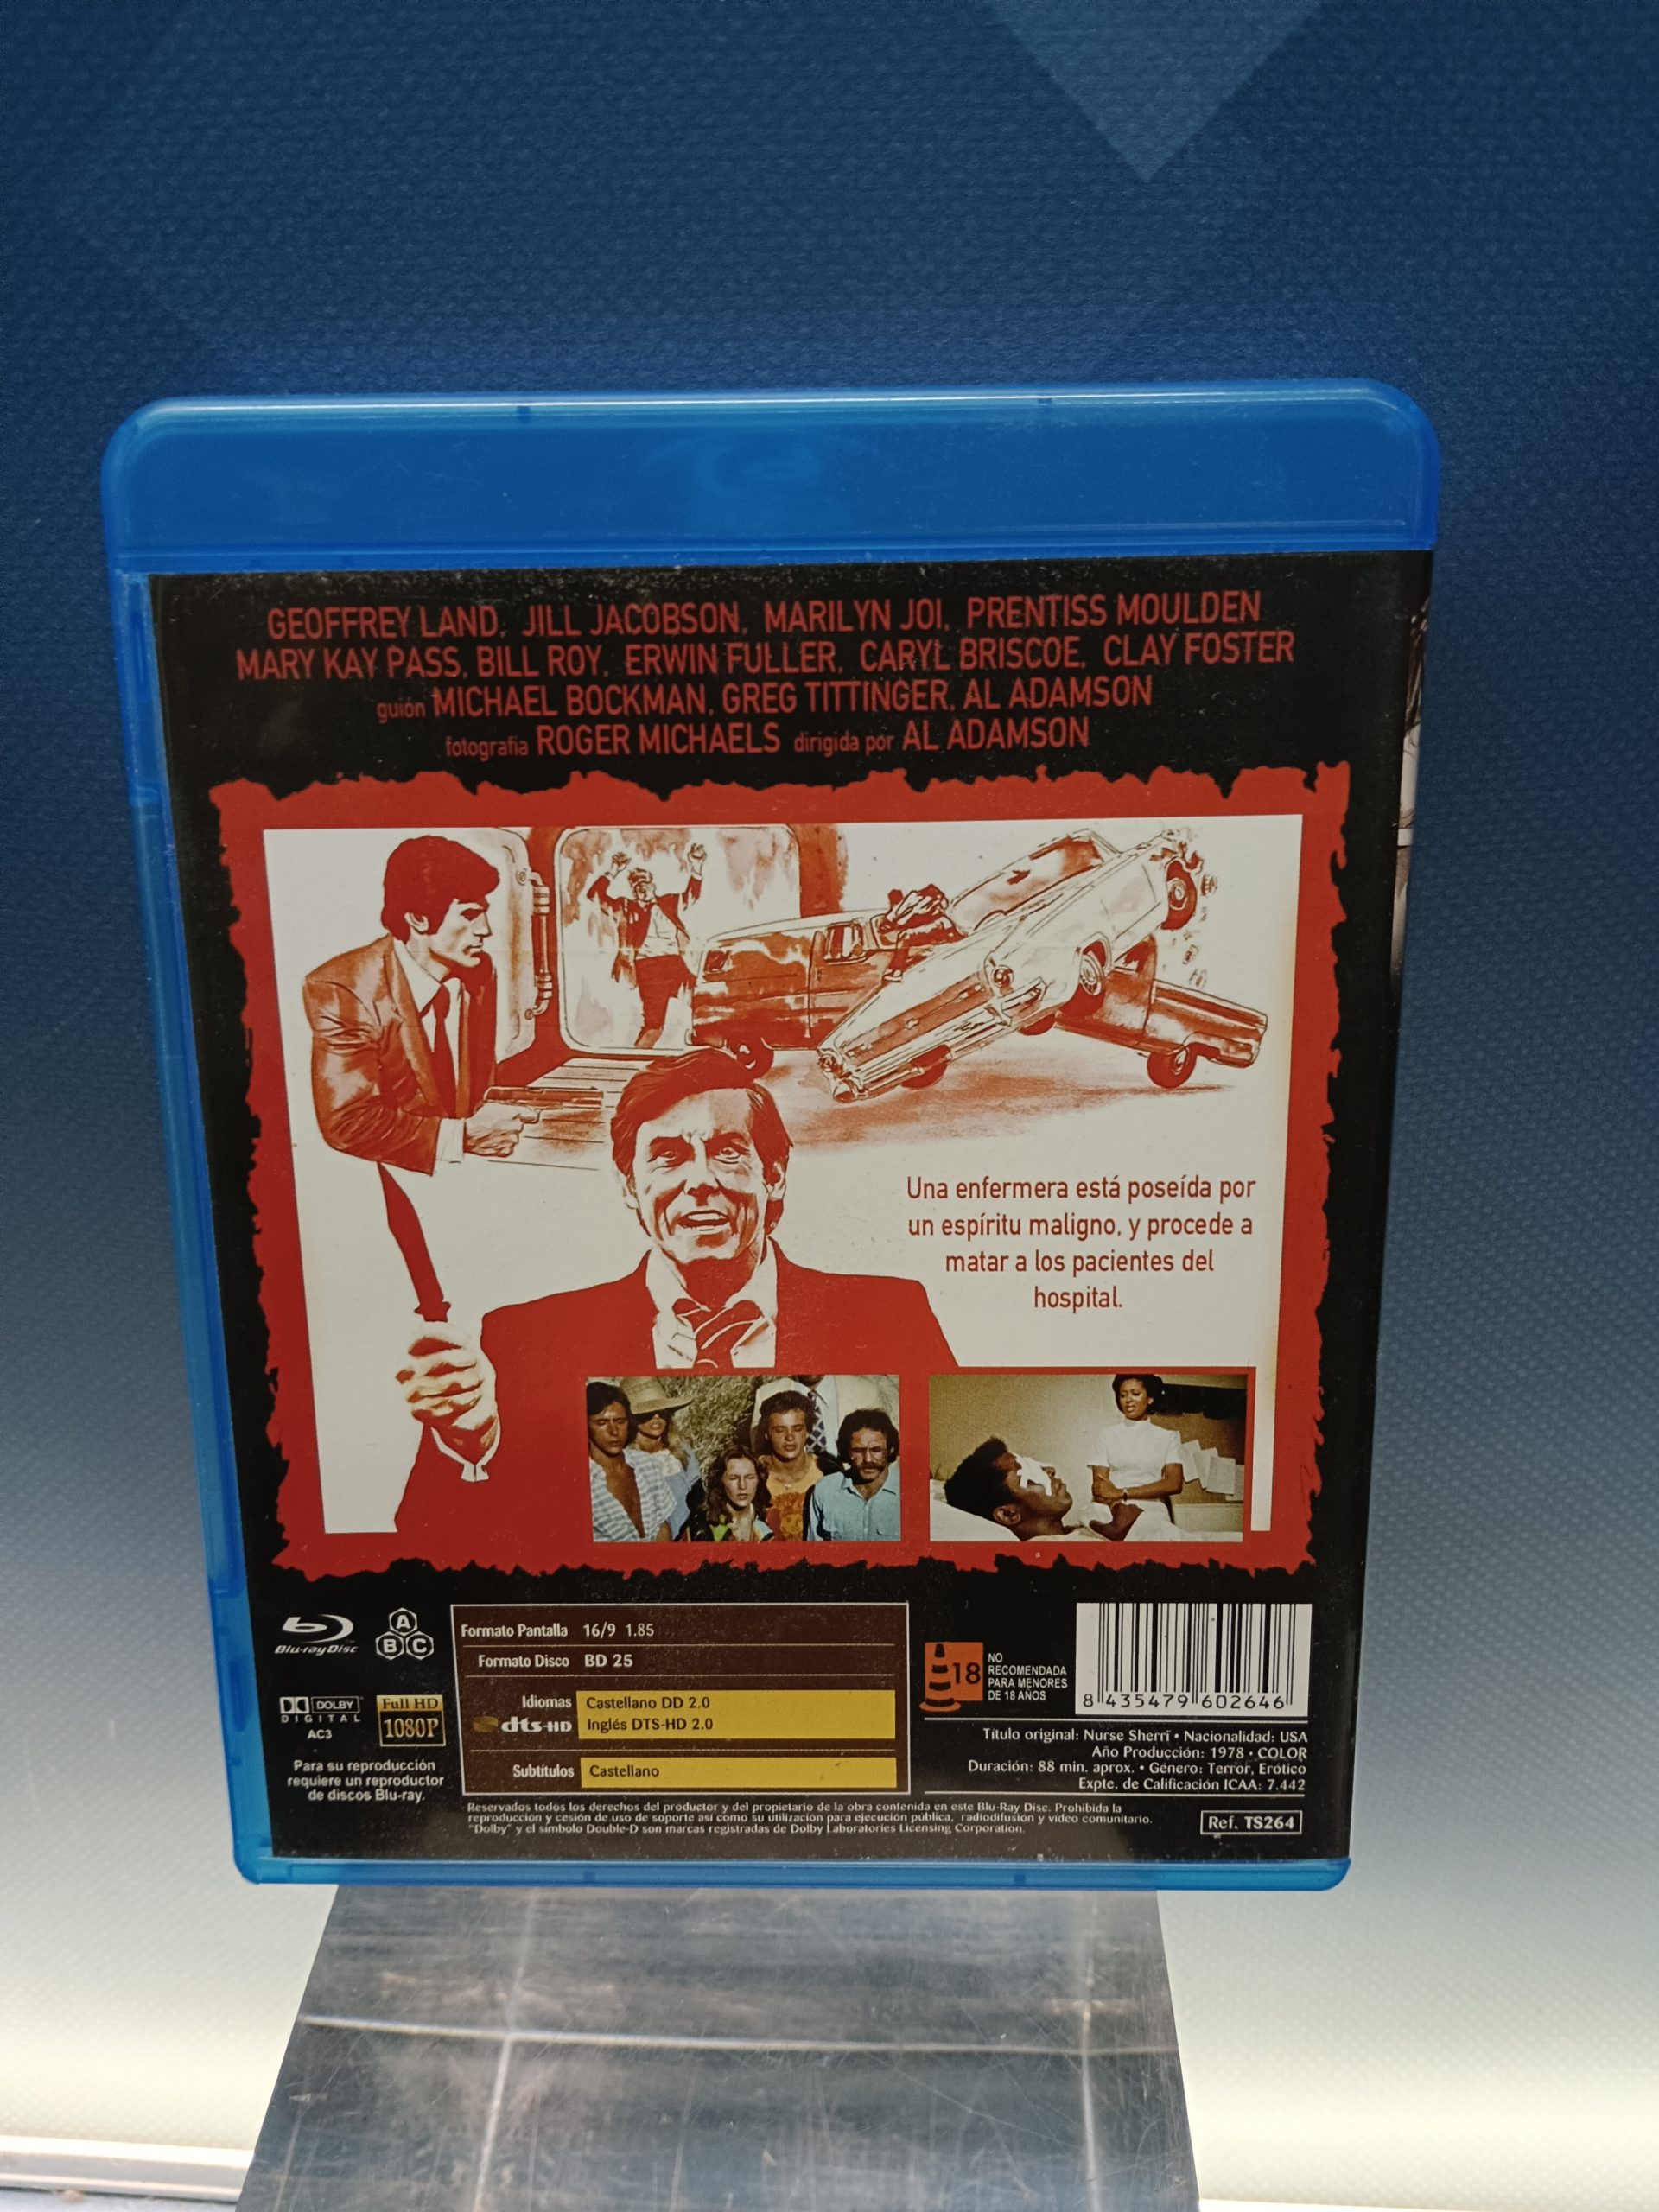 GEOFFREY LAND, JILL JACOBSON, MARILYN JOI, PRENTISS MOULDEN
MARY KAY PASS, BILL ROY, ERWIN FULLER, CARYL BRISCOE, CLAY FOSTER
guión MICHAEL BOCKMAN, GREG TITTINGER, AL ADAMSON
fotografía ROGER MICHAELS dirigida por AL ADAMSON
Una enfermera está poseída por
un espíritu maligno, y procede a
matar a los pacientes del
hospital.
Blu-ray Disc
A
B C
DOLBY
DIGITAL
AC3
Full HD
1080P
Para su reproducción
requiere un reproductor
de discos Blu-ray.
Formato Pantalla 16/9 1.85
Formato Disco BD 25
Idiomas Castellano DD 2.0
dts-HD Inglés DTS-HD 2.0
Subtítulos Castellano
18
NO
RECOMENDADA
PARA MENORES
DE 18 AÑOS
8 435479 602646
Título original: Nurse Sherri • Nacionalidad: USA
Año Producción: 1978 • COLOR
Duración: 88 min. aprox. • Género: Terror, Erótico
Expte. de Calificación ICAA: 7.442
Reservados todos los derechos del productor y del propietario de la obra contenida en este Blu-Ray Disc. Prohibida la
reproducción y cesión de uso de soporte así como su utilización para ejecución pública, radiodifusión y video comunitario.
"Dolby" y el símbolo Double-D son marcas registradas de Dolby Laboratories Licensing Corporation.
Ref. TS264